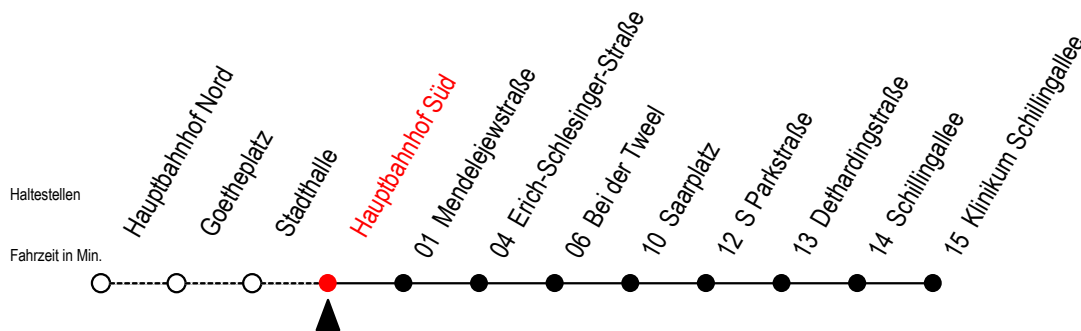 Haltestellen
Fahrzeit in Min.
Hauptbahnhof Nord
Goetheplatz
Stadthalle
Hauptbahnhof Süd
01 Mendelejewstraße
04 Erich-Schlesinger-Straße
06 Bei der Tweel
10 Saarplatz
12 S Parkstraße
13 Dethardingstraße
14 Schillingallee
15 Klinikum Schillingallee